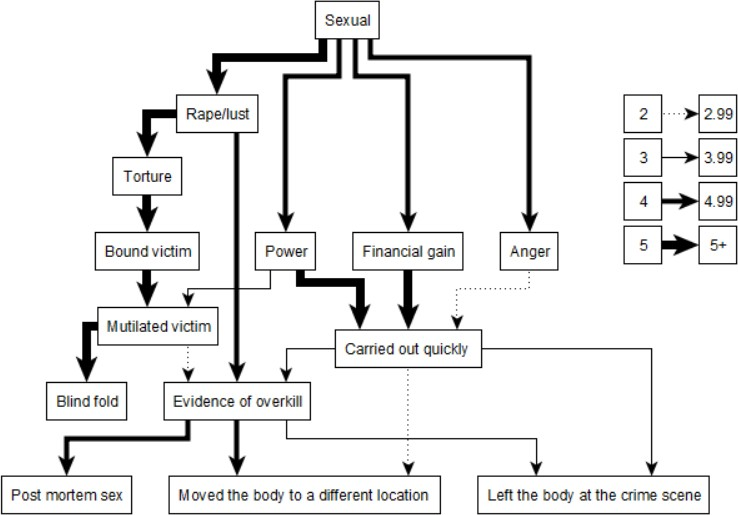 Sexual
Rape/lust
2 2.99
3 3.99
Torture
4 4.99
Bound victim Power Financial gain Anger 5 5+
Mutilated victim
Carried out quickly
Blind fold Evidence of overkill
Post mortem sex Moved the body to a different location Left the body at the crime scene